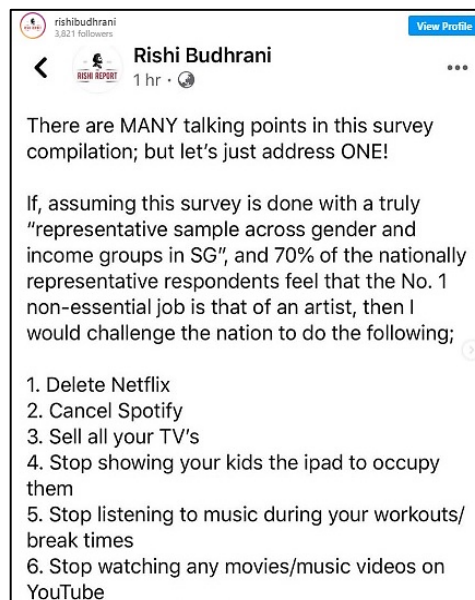 rishibudhrani
3,821 followers
View Profile
Rishi Budhrani
RISHI REPORT
1 hr ·
There are MANY talking points in this survey
compilation; but let’s just address ONE!
If, assuming this survey is done with a truly
“representative sample across gender and
income groups in SG”, and 70% of the nationally
representative respondents feel that the No. 1
non-essential job is that of an artist, then I
would challenge the nation to do the following;
1. Delete Netflix
2. Cancel Spotify
3. Sell all your TV’s
4. Stop showing your kids the ipad to occupy
them
5. Stop listening to music during your workouts/
break times
6. Stop watching any movies/music videos on
YouTube